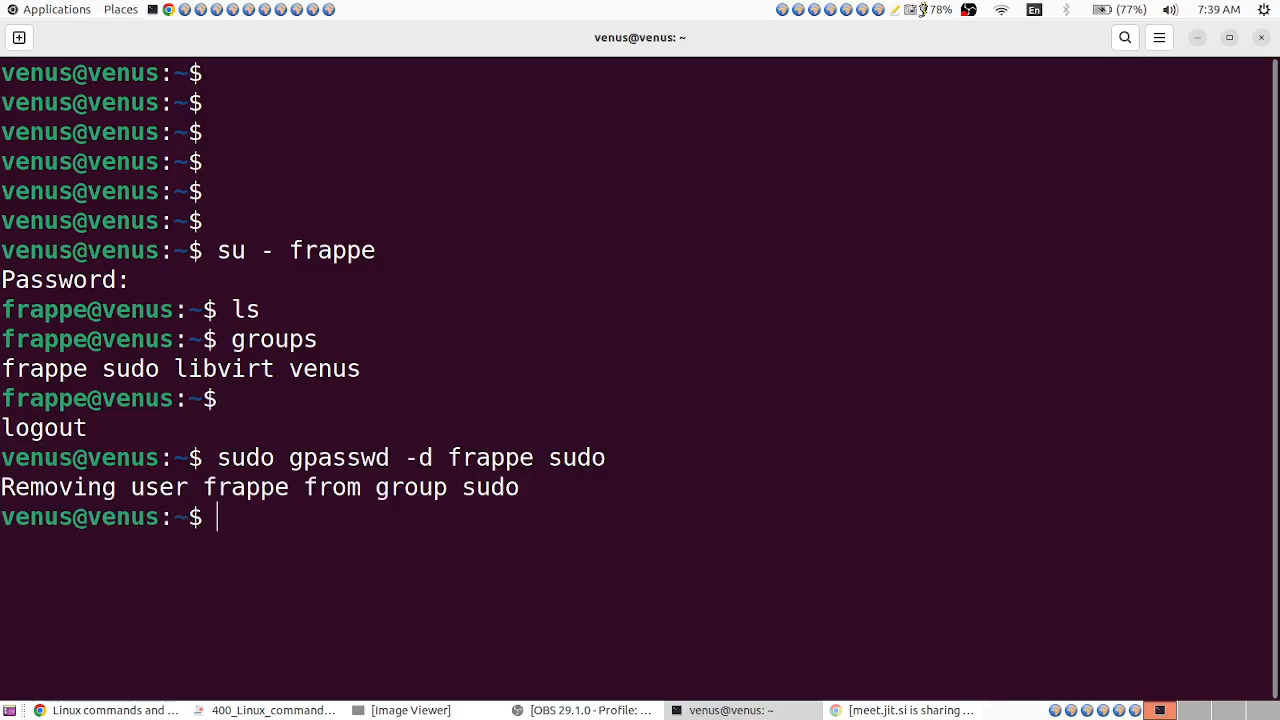 Applications Places 78% En (77%) 7:39 AM
venus@venus: ~
venus@venus:~$
venus@venus:~$
venus@venus:~$
venus@venus:~$
venus@venus:~$
venus@venus:~$
venus@venus:~$ su - frappe
Password:
frappe@venus:~$ ls
frappe@venus:~$ groups
frappe sudo libvirt venus
frappe@venus:~$
logout
venus@venus:~$ sudo gpasswd -d frappe sudo
Removing user frappe from group sudo
venus@venus:~$
Linux commands and ... 400_Linux_command... [Image Viewer] [OBS 29.1.0 - Profile: ... venus@venus: ~ [meet.jit.si is sharing ...